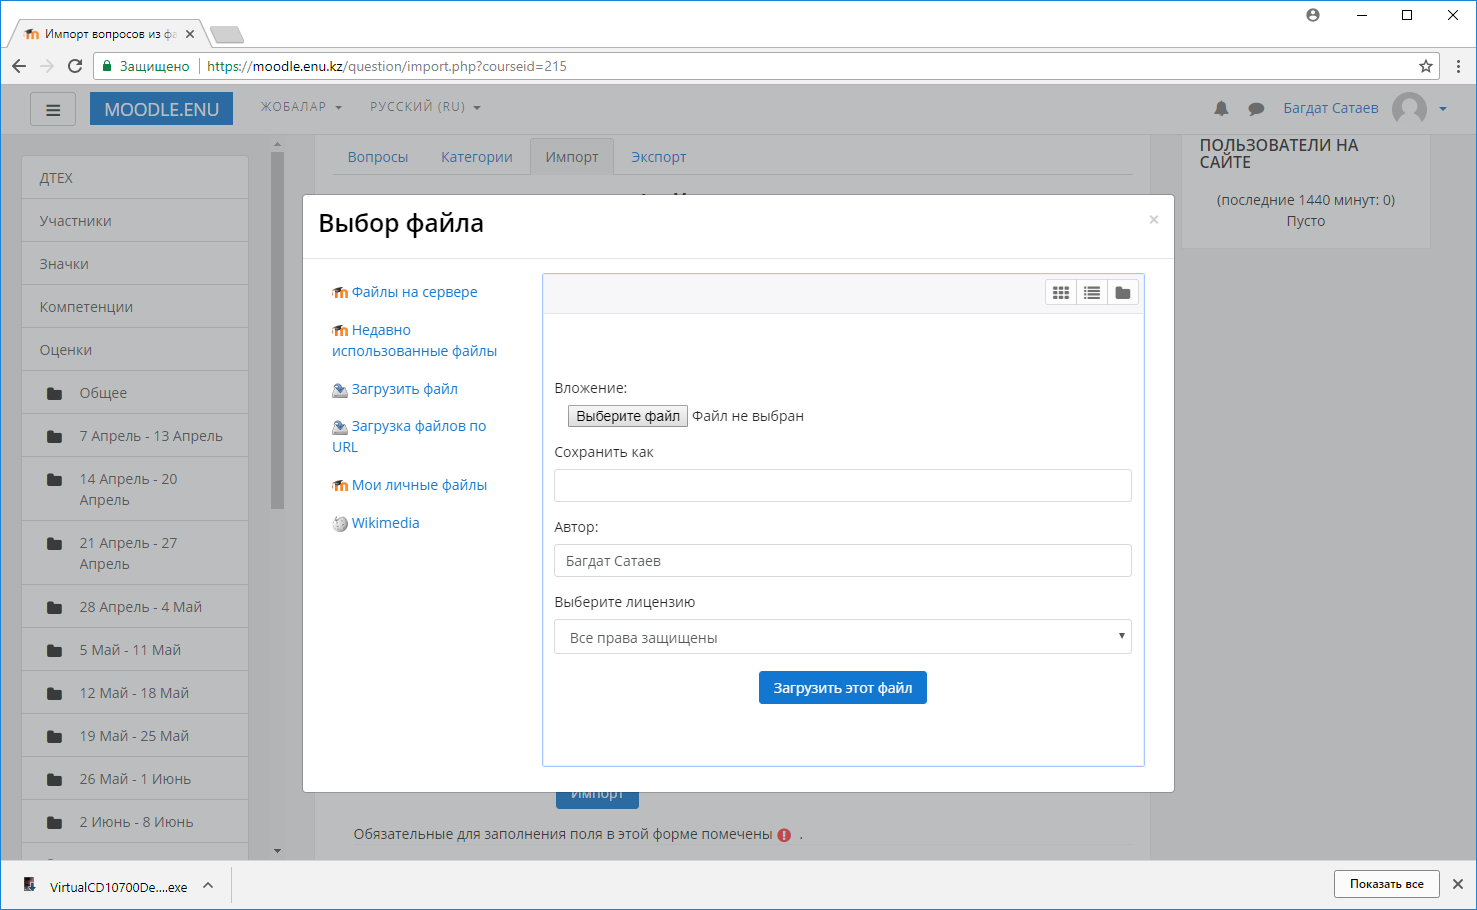 Импорт вопросов из фа
Защищено
https://moodle.enu.kz/question/import.php?courseid=215
MOODLE.ENU
ЖОБАЛАР
РУССКИЙ (RU)
Багдат Сатаев
ДТЕХ
Участники
Значки
Компетенции
Оценки
Общее
7 Апрель - 13 Апрель
14 Апрель - 20
Апрель
21 Апрель - 27
Апрель
28 Апрель - 4 Май
5 Май - 11 Май
12 Май - 18 Май
19 Май - 25 Май
26 Май - 1 Июнь
2 Июнь - 8 Июнь
Вопросы
Категории
Импорт
Экспорт
Выбор файла
×
Файлы на сервере
Недавно
использованные файлы
Загрузить файл
Загрузка файлов по
URL
Мои личные файлы
Wikimedia
Вложение:
Выберите файл Файл не выбран
Сохранить как
Автор:
Багдат Сатаев
Выберите лицензию
Все права защищены
Загрузить этот файл
Импорт
Обязательные для заполнения поля в этой форме помечены .
ПОЛЬЗОВАТЕЛИ НА
САЙТЕ
(последние 1440 минут: 0)
Пусто
VirtualCD10700De....exe
Показать все